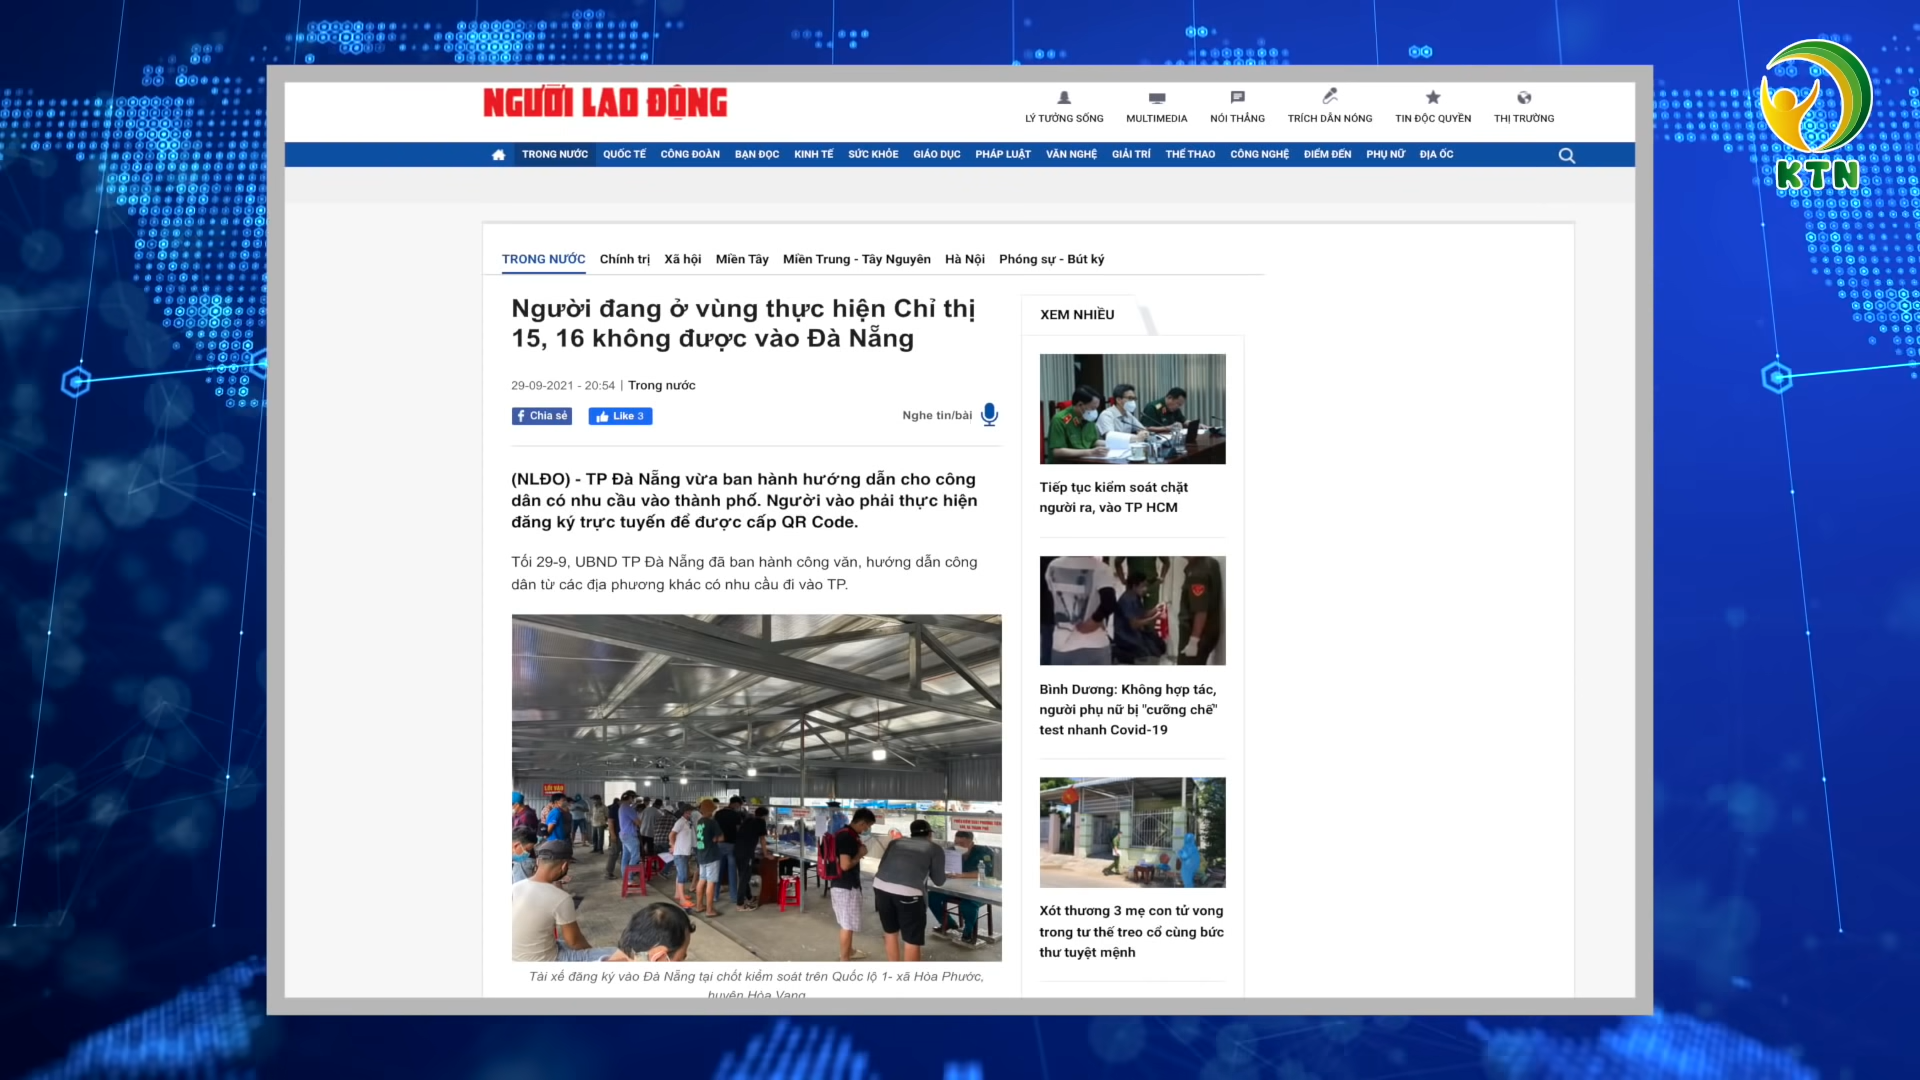 NGƯỜI LAO ĐỘNG
LÝ TƯỞNG SỐNG MULTIMEDIA NÓI THẲNG TRÍCH DẪN NÓNG TIN ĐỘC QUYỀN THỊ TRƯỜNG
TRONG NƯỚC QUỐC TẾ CÔNG ĐOÀN BẠN ĐỌC KINH TẾ SỨC KHỎE GIÁO DỤC PHÁP LUẬT VĂN NGHỆ GIẢI TRÍ THỂ THAO CÔNG NGHỆ ĐIỂM ĐẾN PHỤ NỮ ĐỊA ỐC
KTN
TRONG NƯỚC Chính trị Xã hội Miền Tây Miền Trung - Tây Nguyên Hà Nội Phóng sự - Bút ký
Người đang ở vùng thực hiện Chỉ thị
15, 16 không được vào Đà Nẵng
29-09-2021 - 20:54 | Trong nước
Chia sẻ Like 3 Nghe tin/bài
(NLĐO) - TP Đà Nẵng vừa ban hành hướng dẫn cho công
dân có nhu cầu vào thành phố. Người vào phải thực hiện
đăng ký trực tuyến để được cấp QR Code.
Tối 29-9, UBND TP Đà Nẵng đã ban hành công văn, hướng dẫn công
dân từ các địa phương khác có nhu cầu đi vào TP.
LỐI VÀO
Tài xế đăng ký vào Đà Nẵng tại chốt kiểm soát trên Quốc lộ 1- xã Hòa Phước,
huyện Hòa Vang
XEM NHIỀU
Tiếp tục kiểm soát chặt
người ra, vào TP HCM
Bình Dương: Không hợp tác,
người phụ nữ bị "cưỡng chế"
test nhanh Covid-19
Xót thương 3 mẹ con tử vong
trong tư thế treo cổ cùng bức
thư tuyệt mệnh